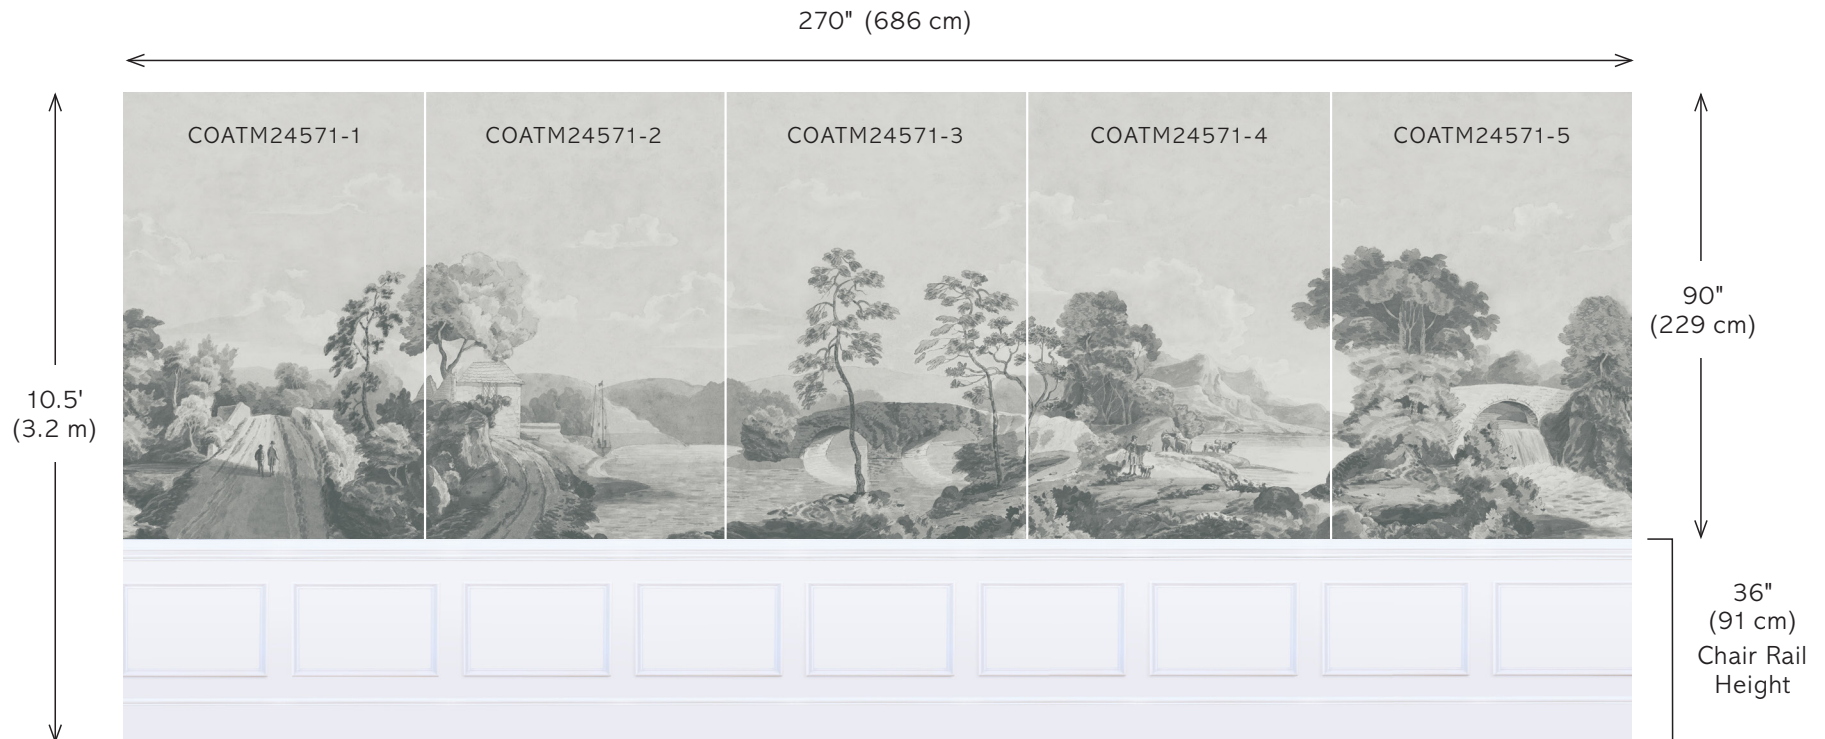 270" (686 cm)
COATM24571-1
COATM24571-2
COATM24571-3
COATM24571-4
COATM24571-5
90"
(229 cm)
10.5'
(3.2 m)
36"
(91 cm)
Chair Rail
Height